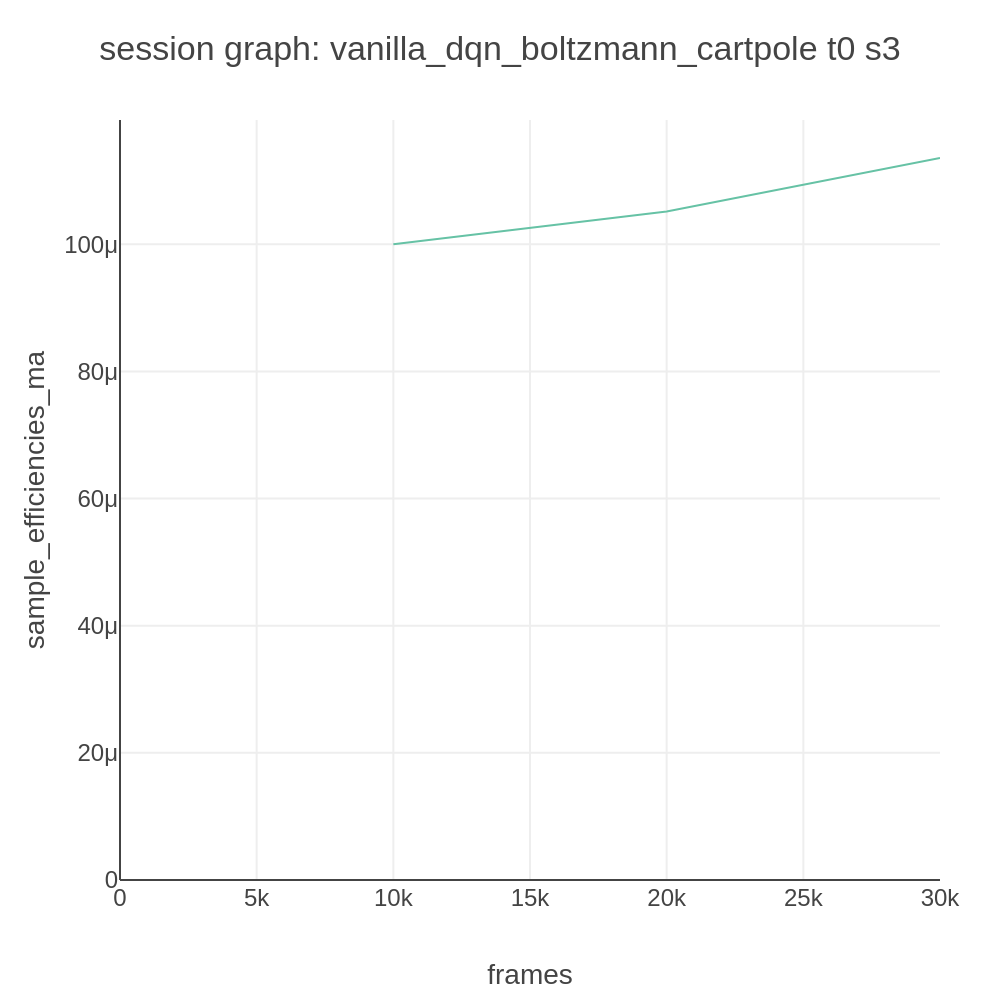 session graph: vanilla_dqn_boltzmann_cartpole t0 s3
sample_efficiencies_ma
100μ
80μ
60μ
40μ
20μ
0
0 5k 10k 15k 20k 25k 30k
frames